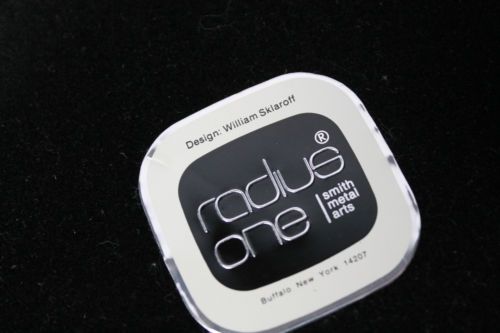 Design: William Sklaroff
radius®
one
smith
metal
arts
Buffalo New York 14207